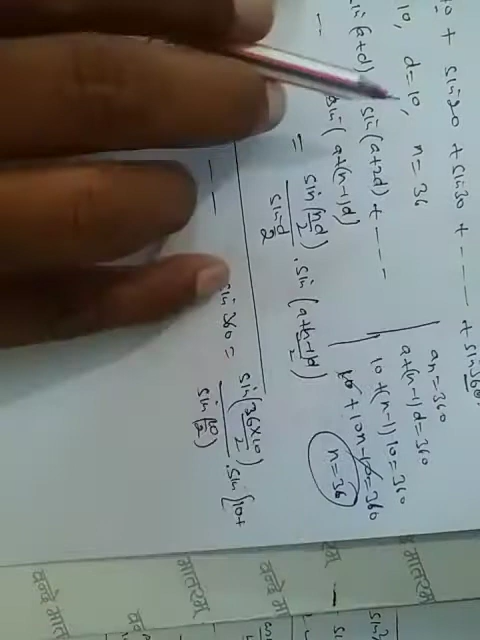 + sin20 + sin30 + ---- + sin360
10, d=10, n=36
(a+d) sin(a+2d) + ----
sin(a+(n-1)d)
= sin(nd/2)/sin d/2 . sin(a+(n-1)d/2)
an=360
a+(n-1)d=360
10+(n-1)10=360
10+10n-10=360
n=36
sin 360 = sin(36×10/2)/sin(10/2) . sin[10+
वन्दे मातरम्
वन्दे मातरम्
वन्दे मा
मातरम्